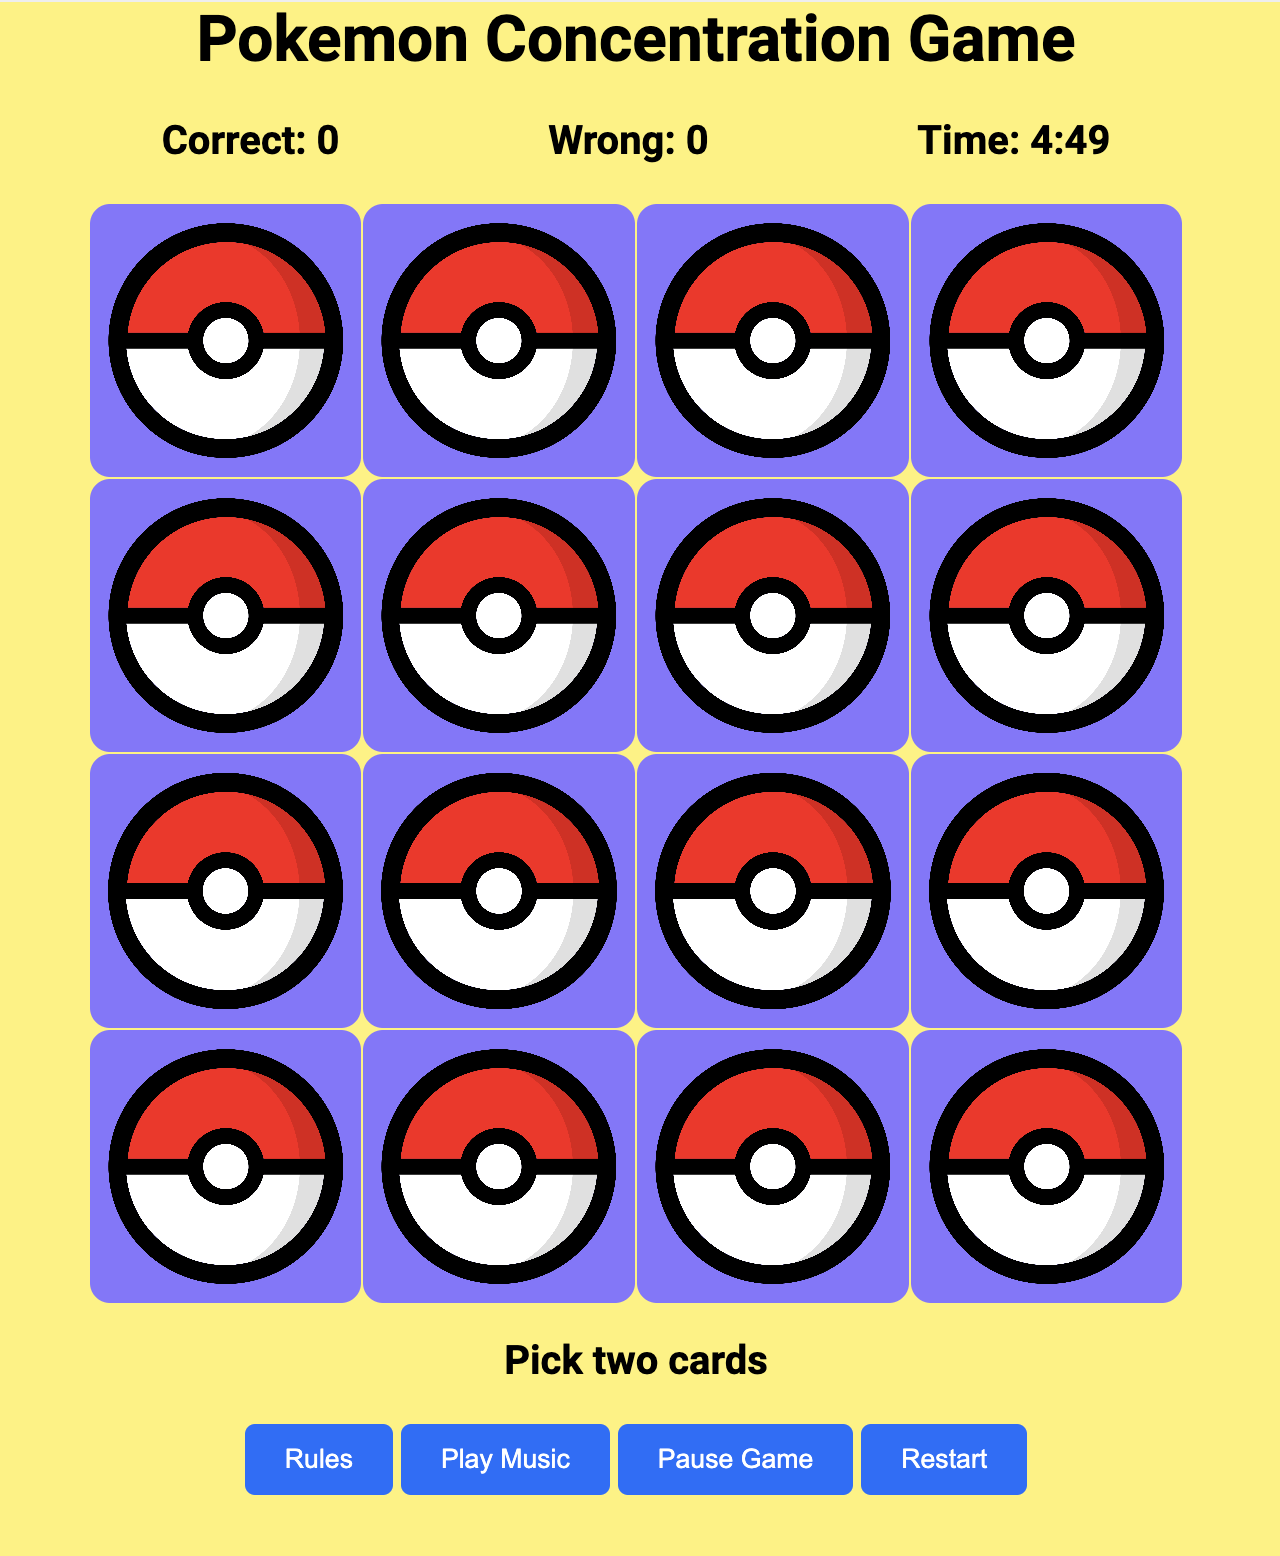 Pokemon Concentration Game
Correct: 0 Wrong: 0 Time: 4:49
Pick two cards
Rules Play Music Pause Game Restart